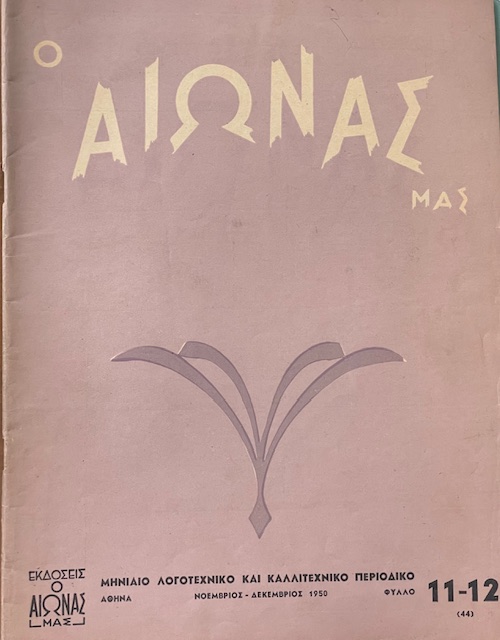 Ο
ΑΙΩΝΑΣ
ΜΑΣ
ΕΚΔΟΣΕΙΣ
Ο
ΑΙΩΝΑΣ
ΜΑΣ
ΜΗΝΙΑΙΟ ΛΟΓΟΤΕΧΝΙΚΟ ΚΑΙ ΚΑΛΛΙΤΕΧΝΙΚΟ ΠΕΡΙΟΔΙΚΟ
ΑΘΗΝΑ ΝΟΕΜΒΡΙΟΣ - ΔΕΚΕΜΒΡΙΟΣ 1950 ΦΥΛΛΟ 11-12
(44)